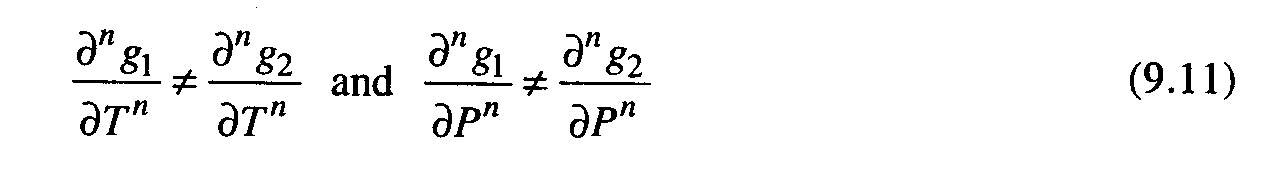 ∂ⁿg₁/∂Tⁿ ≠ ∂ⁿg₂/∂Tⁿ and ∂ⁿg₁/∂Pⁿ ≠ ∂ⁿg₂/∂Pⁿ (9.11)